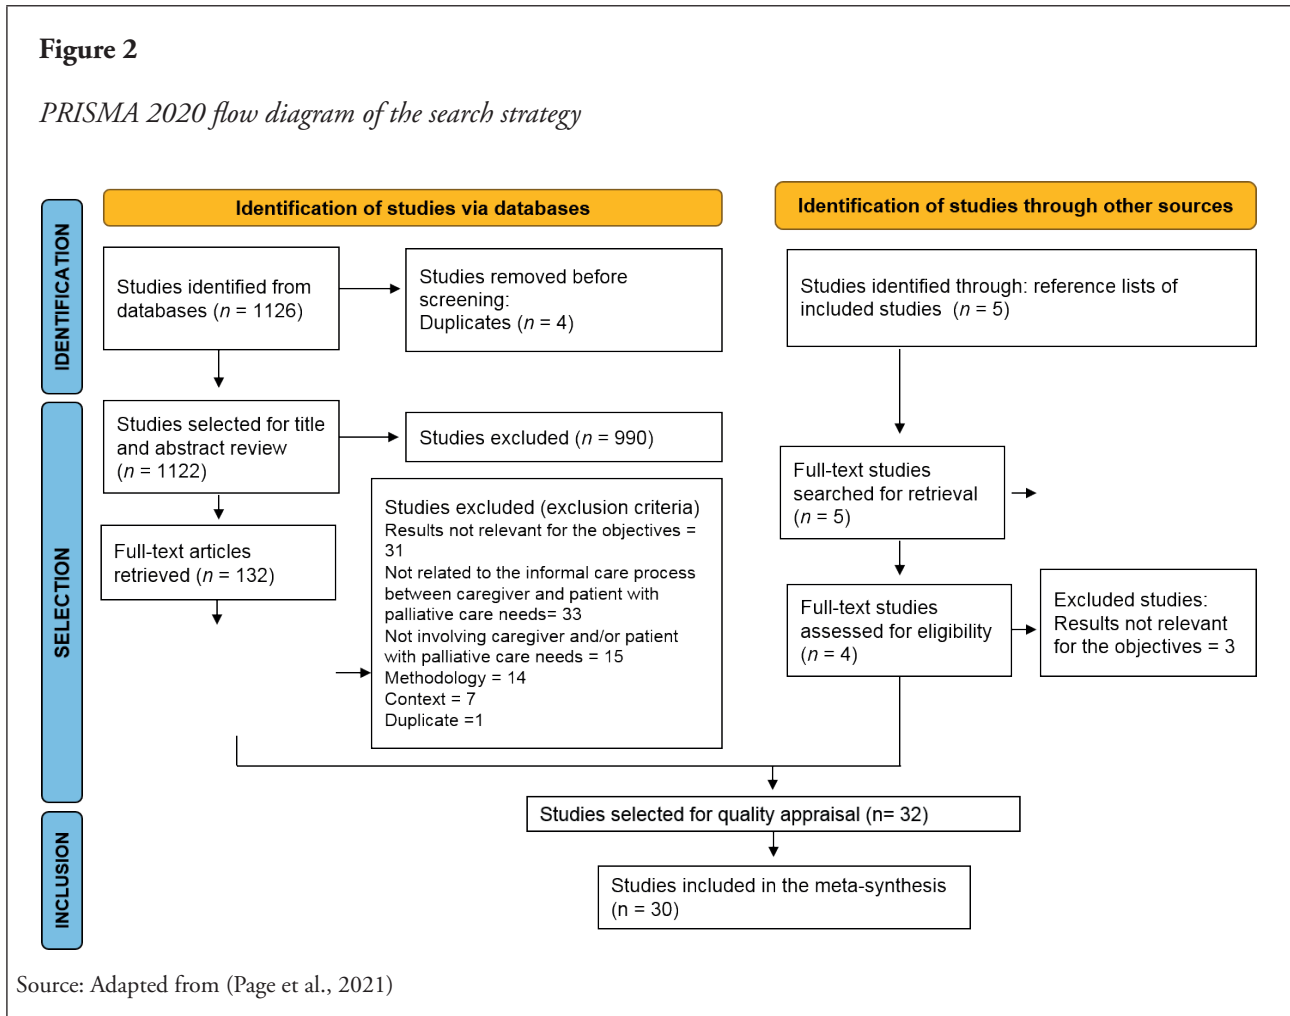 Figure 2
PRISMA 2020 flow diagram of the search strategy
IDENTIFICATION
Identification of studies via databases
Studies identified from
databases (n = 1126)
Studies removed before
screening:
Duplicates (n = 4)
Identification of studies through other sources
Studies identified through: reference lists of
included studies (n = 5)
SELECTION
Studies selected for title
and abstract review
(n = 1122)
Studies excluded (n = 990)
Full-text articles
retrieved (n = 132)
Studies excluded (exclusion criteria)
Results not relevant for the objectives =
31
Not related to the informal care process
between caregiver and patient with
palliative care needs= 33
Not involving caregiver and/or patient
with palliative care needs = 15
Methodology = 14
Context = 7
Duplicate =1
Full-text studies
searched for retrieval
(n = 5)
Full-text studies
assessed for eligibility
(n = 4)
Excluded studies:
Results not relevant
for the objectives = 3
Studies selected for quality appraisal (n= 32)
INCLUSION
Studies included in the meta-synthesis
(n = 30)
Source: Adapted from (Page et al., 2021)